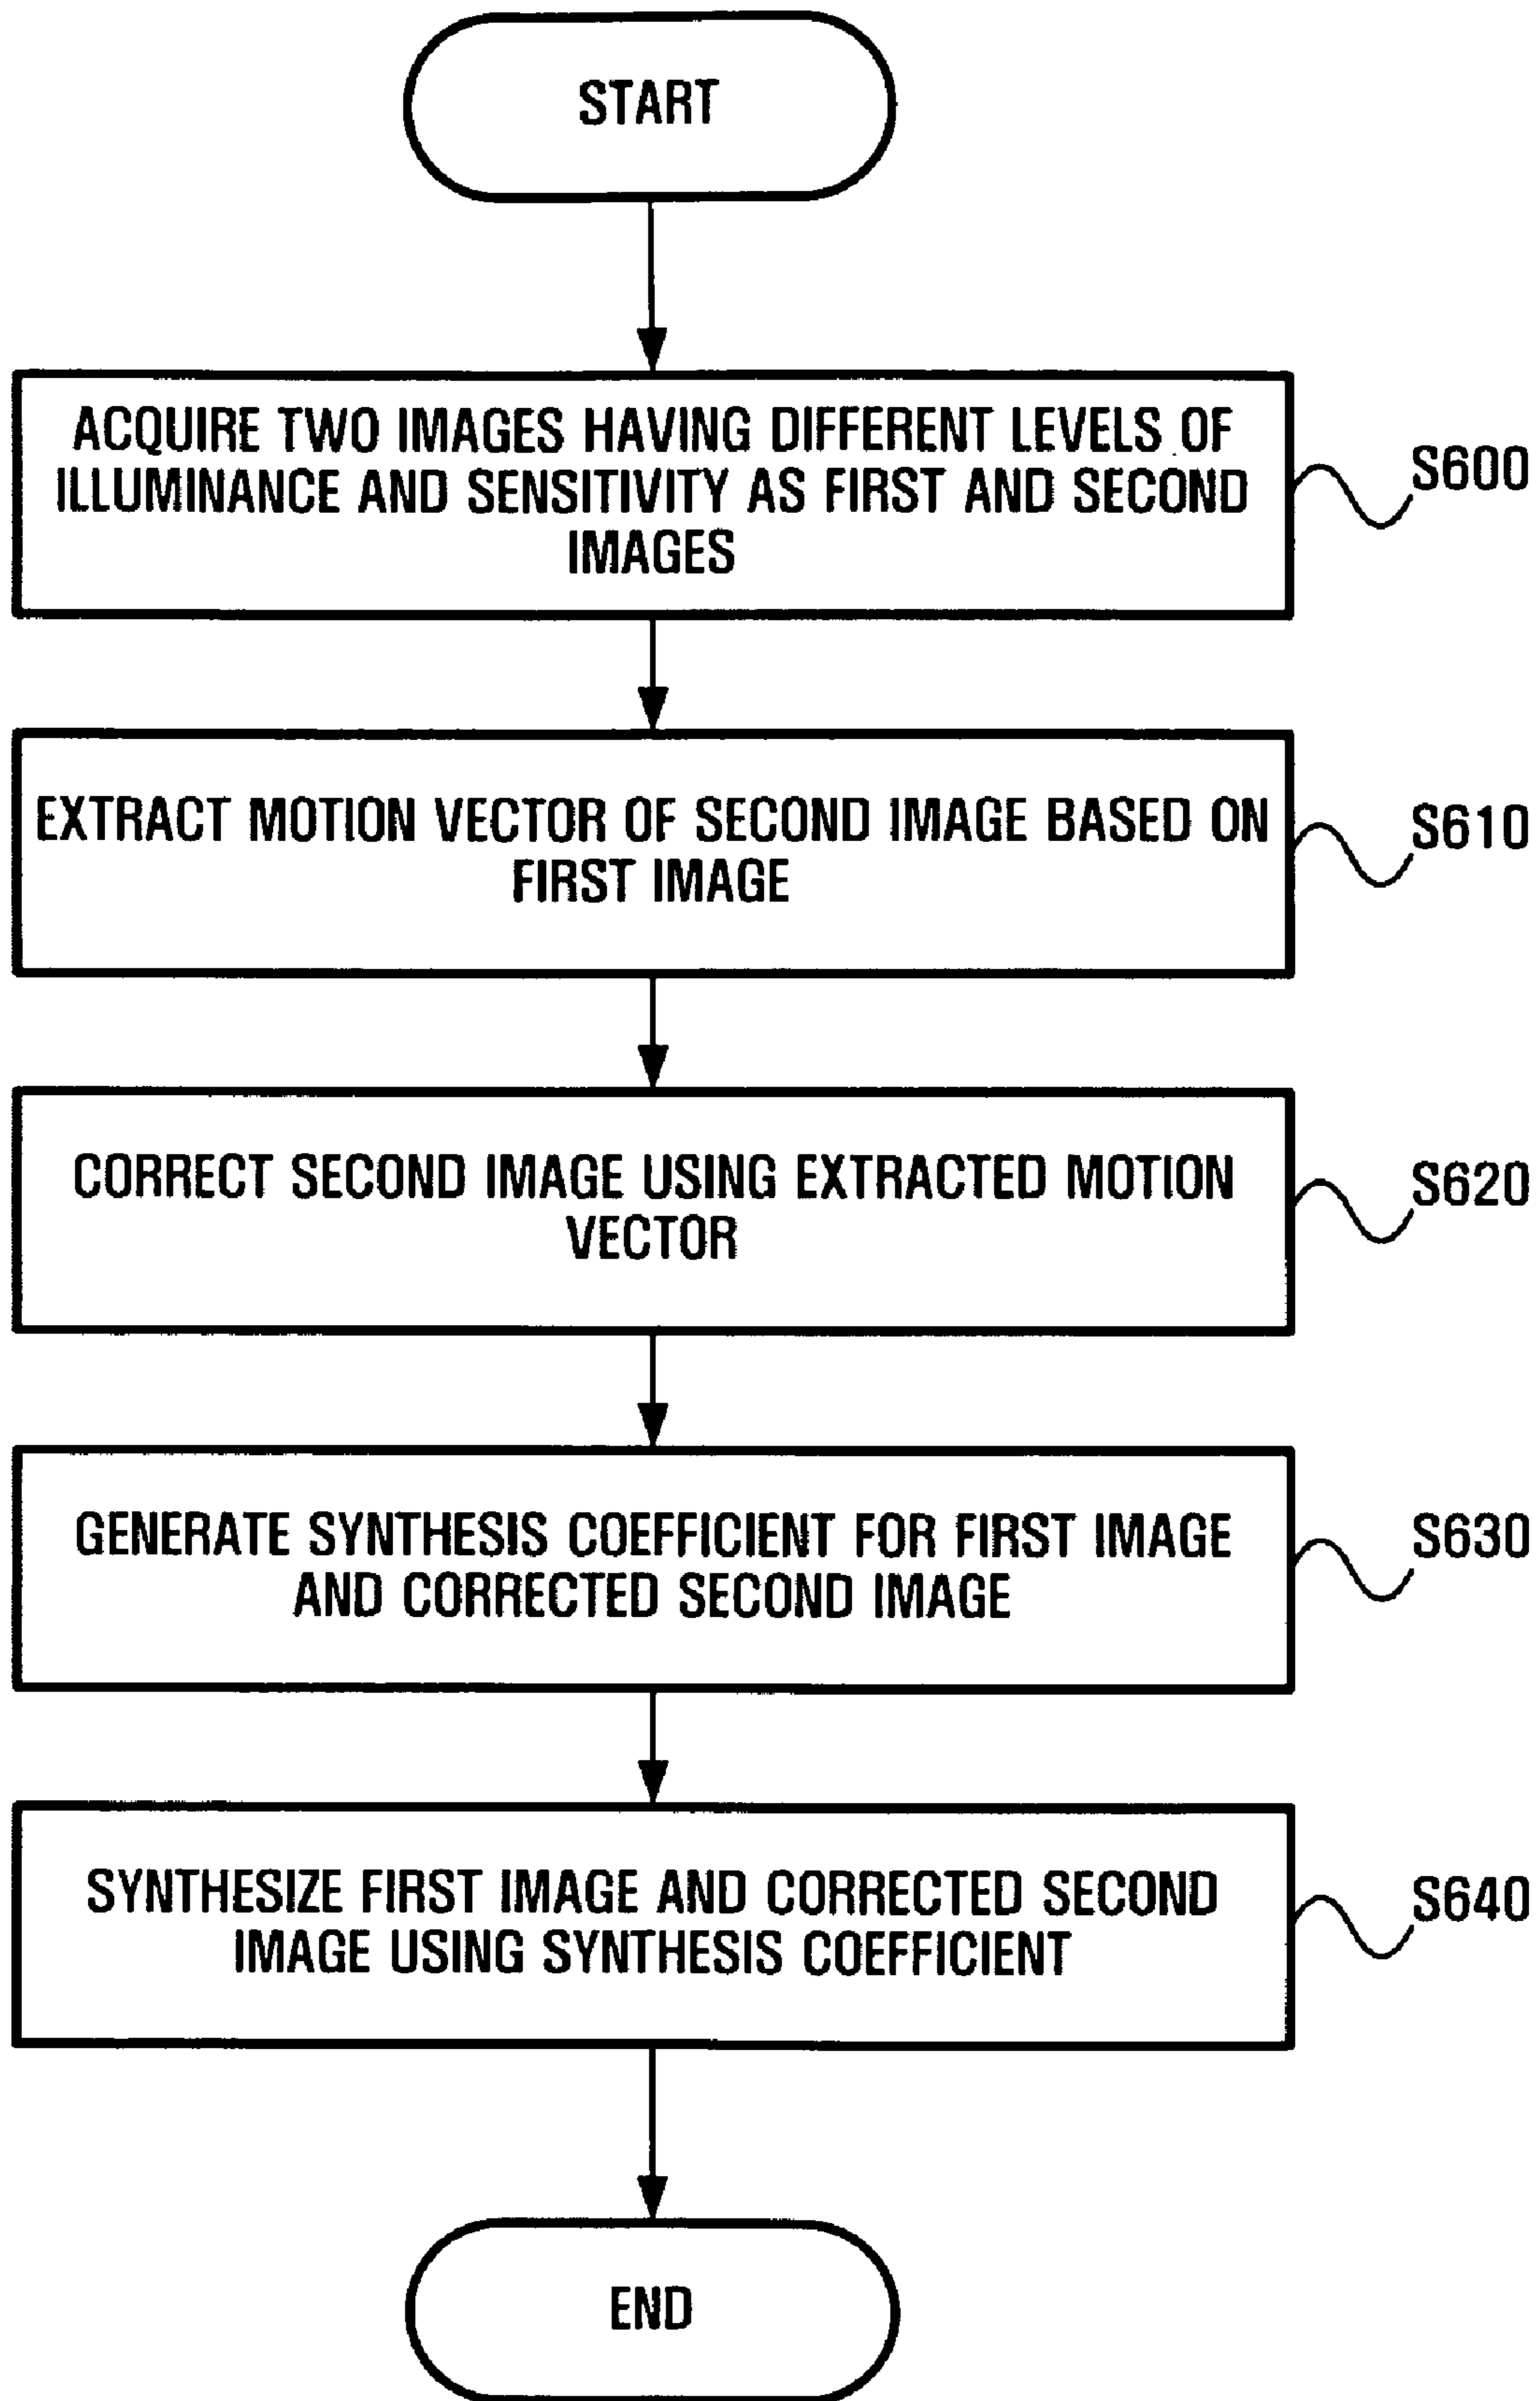 START
ACQUIRE TWO IMAGES HAVING DIFFERENT LEVELS OF
ILLUMINANCE AND SENSITIVITY AS FIRST AND SECOND
IMAGES
S600
EXTRACT MOTION VECTOR OF SECOND IMAGE BASED ON
FIRST IMAGE
S610
CORRECT SECOND IMAGE USING EXTRACTED MOTION
VECTOR
S620
GENERATE SYNTHESIS COEFFICIENT FOR FIRST IMAGE
AND CORRECTED SECOND IMAGE
S630
SYNTHESIZE FIRST IMAGE AND CORRECTED SECOND
IMAGE USING SYNTHESIS COEFFICIENT
S640
END